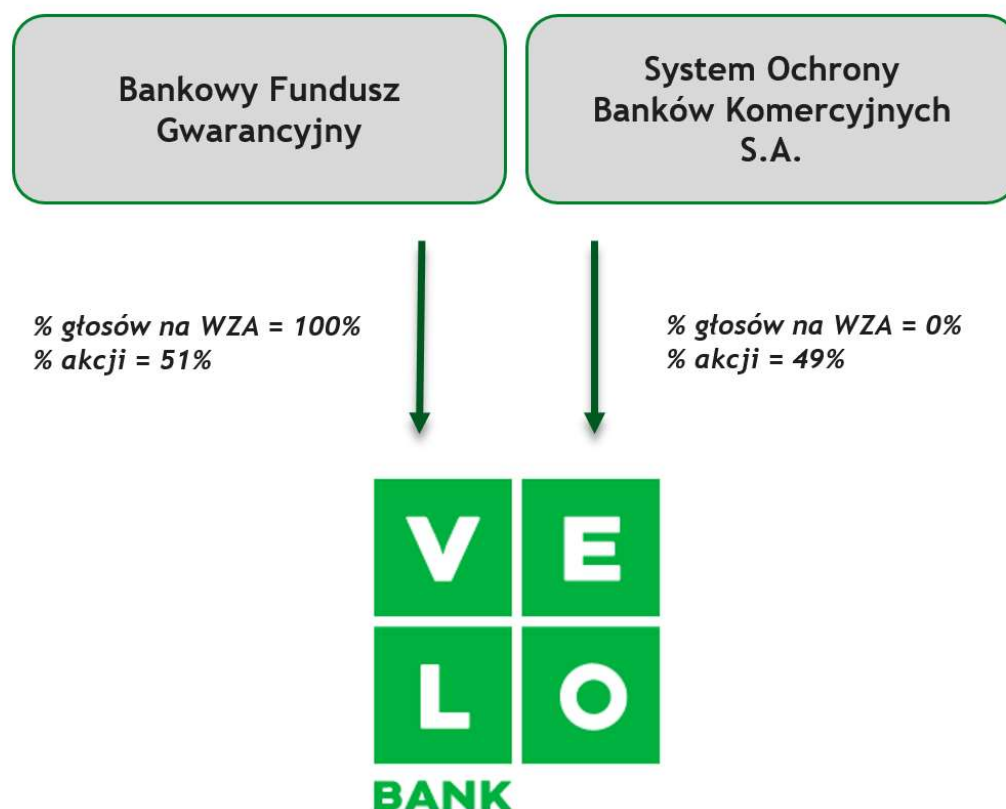 Bankowy Fundusz
Gwarancyjny
System Ochrony
Banków Komercyjnych
S.A.
% głosów na WZA = 100%
% akcji = 51%
% głosów na WZA = 0%
% akcji = 49%
V E
L O
BANK